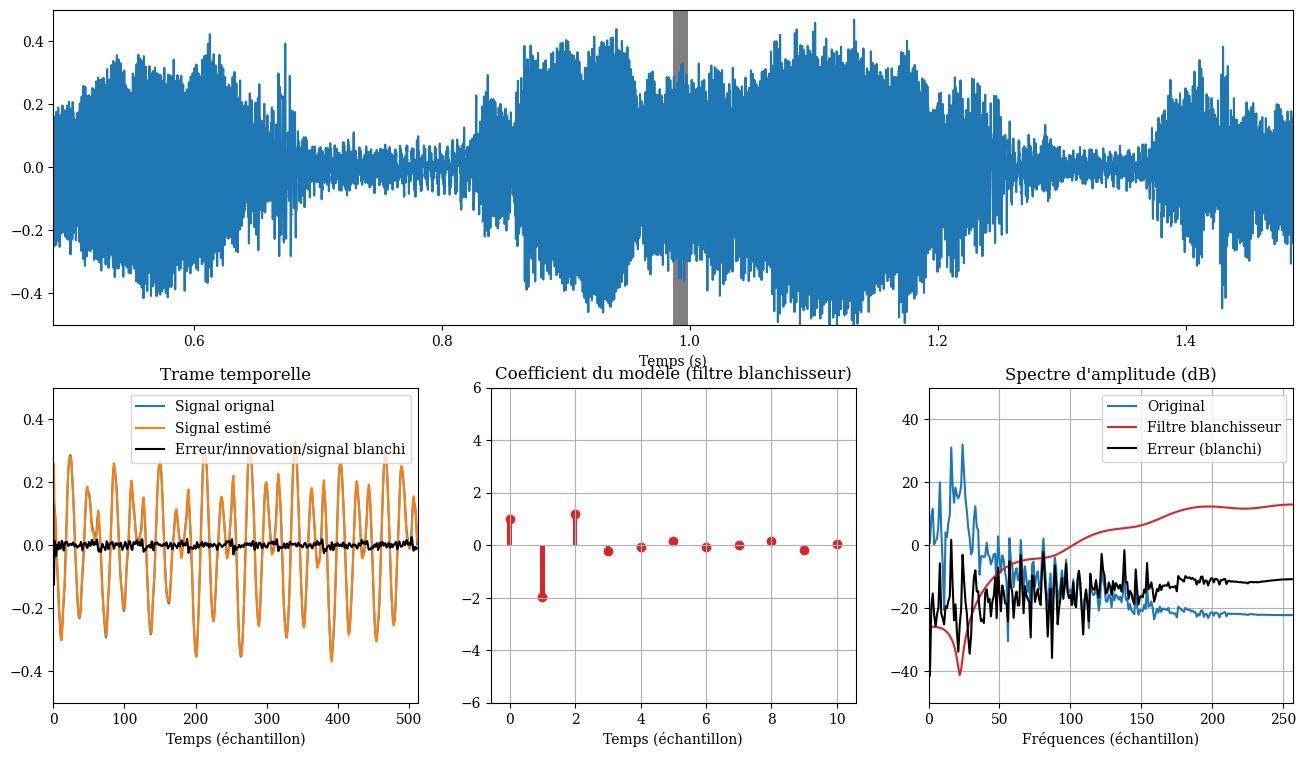 0.4
0.2
0.0
−0.2
−0.4
0.6 0.8 1.0 1.2 1.4
Temps (s)
Trame temporelle
Signal orignal
Signal estimé
Erreur/innovation/signal blanchi
0.4
0.2
0.0
−0.2
−0.4
0 100 200 300 400 500
Temps (échantillon)
Coefficient du modèle (filtre blanchisseur)
6
4
2
0
−2
−4
−6
0 2 4 6 8 10
Temps (échantillon)
Spectre d'amplitude (dB)
Original
Filtre blanchisseur
Erreur (blanchi)
40
20
0
−20
−40
0 50 100 150 200 250
Fréquences (échantillon)